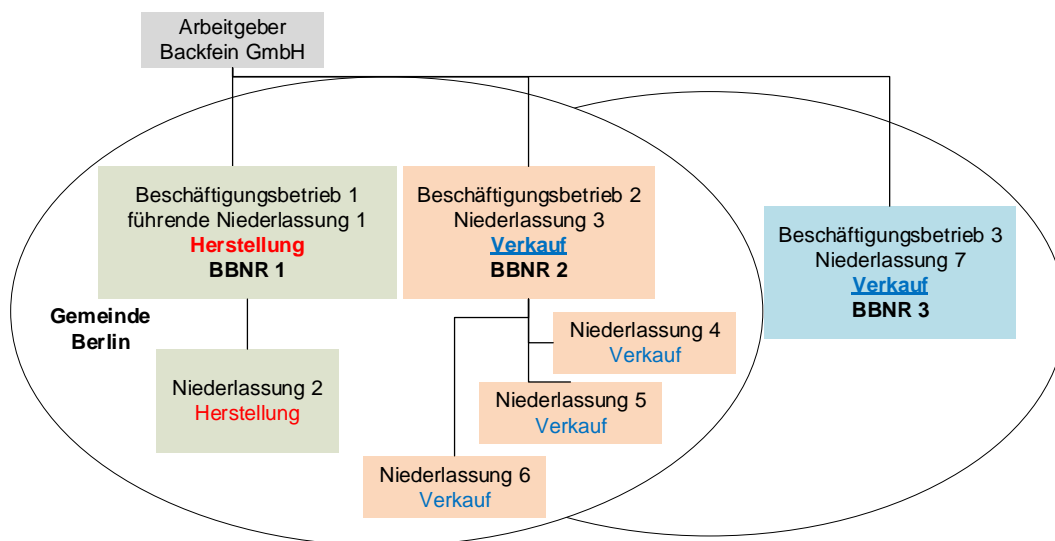 Arbeitgeber
Backfein GmbH
Beschäftigungsbetrieb 1
führende Niederlassung 1
Herstellung
BBNR 1
Beschäftigungsbetrieb 2
Niederlassung 3
Verkauf
BBNR 2
Beschäftigungsbetrieb 3
Niederlassung 7
Verkauf
BBNR 3
Gemeinde
Berlin
Niederlassung 2
Herstellung
Niederlassung 4
Verkauf
Niederlassung 5
Verkauf
Niederlassung 6
Verkauf